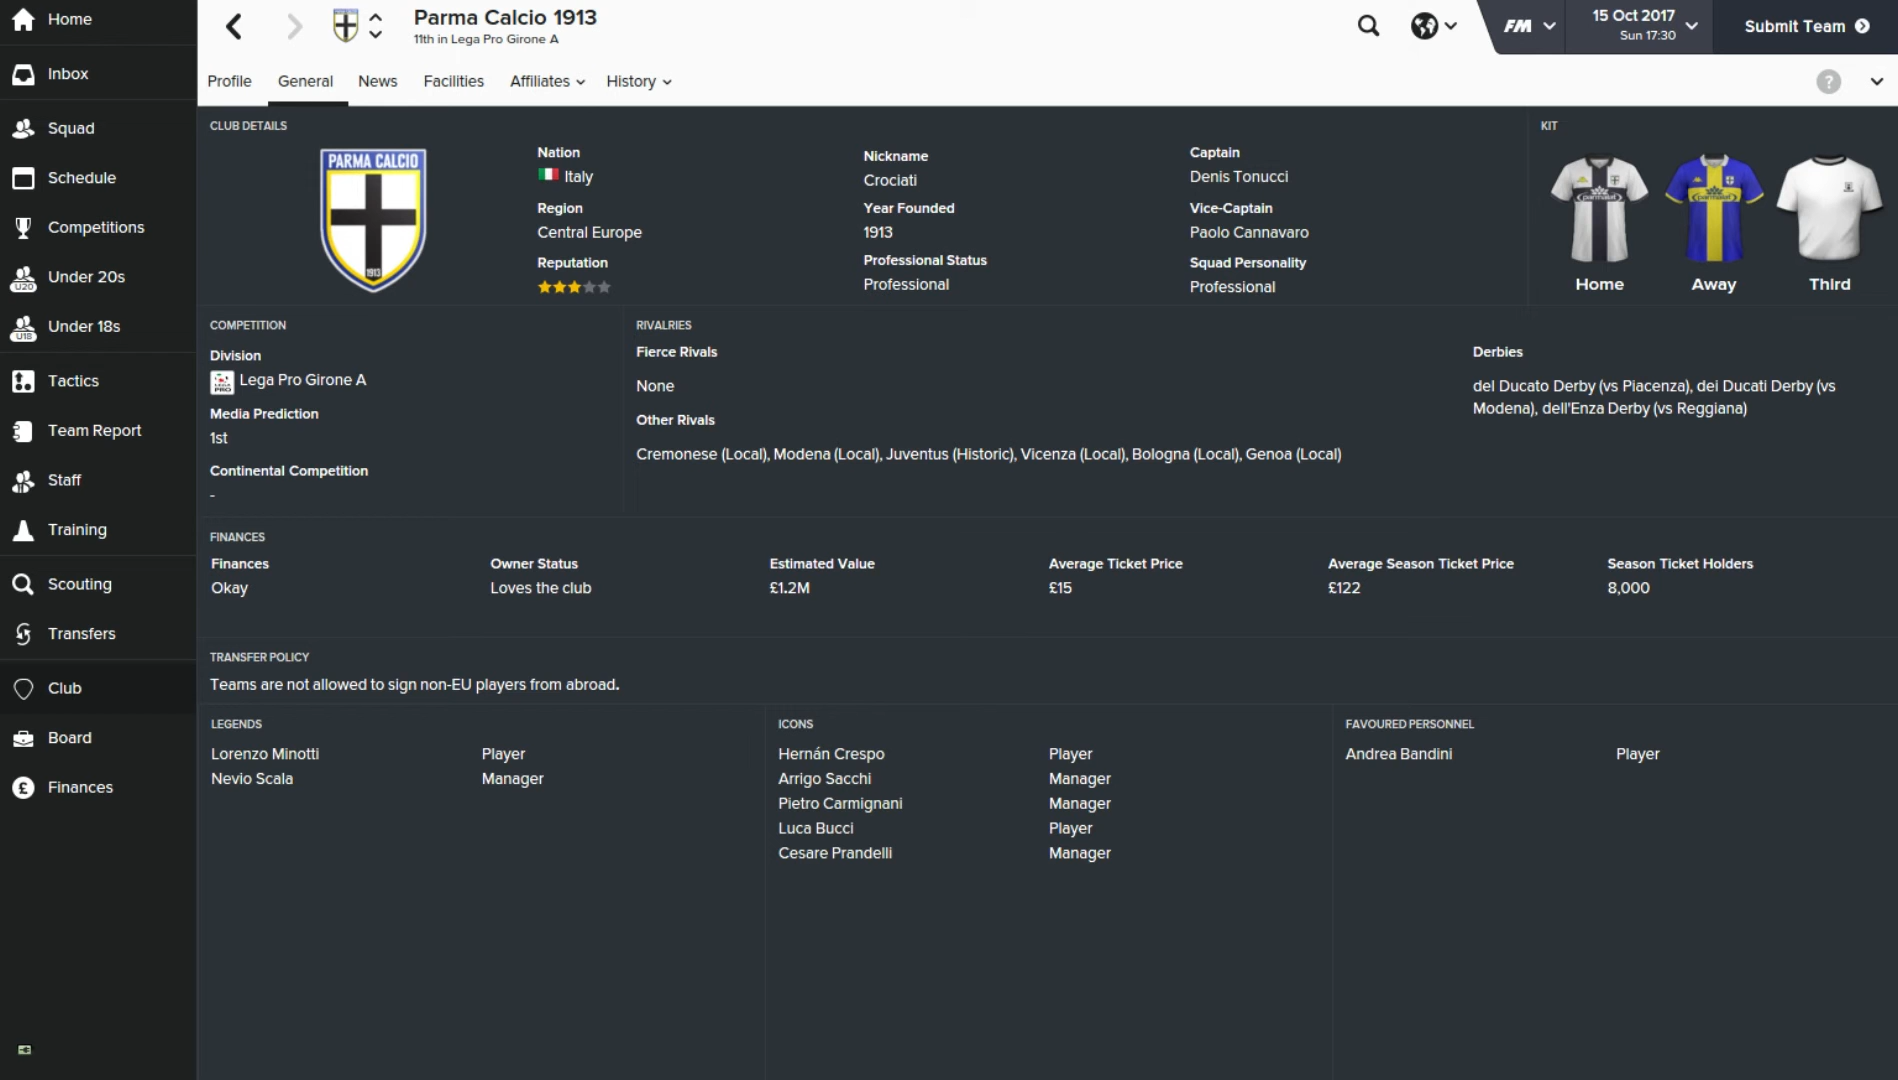 Home
Inbox
Squad
Schedule
Competitions
Under 20s
U20
Under 18s
U18
Tactics
Team Report
Staff
Training
Scouting
Transfers
Club
Board
Finances
Parma Calcio 1913
11th in Lega Pro Girone A
FM
15 Oct 2017
Sun 17:30
Submit Team
Profile
General
News
Facilities
Affiliates
History
?
CLUB DETAILS
PARMA CALCIO
1913
Nation
Italy
Region
Central Europe
Reputation
Nickname
Crociati
Year Founded
1913
Professional Status
Professional
Captain
Denis Tonucci
Vice-Captain
Paolo Cannavaro
Squad Personality
Professional
KIT
parmalat
parmalat
Home
Away
Third
COMPETITION
Division
LEGA PRO
Lega Pro Girone A
Media Prediction
1st
Continental Competition
-
RIVALRIES
Fierce Rivals
None
Other Rivals
Cremonese (Local), Modena (Local), Juventus (Historic), Vicenza (Local), Bologna (Local), Genoa (Local)
Derbies
del Ducato Derby (vs Piacenza), dei Ducati Derby (vs
Modena), dell'Enza Derby (vs Reggiana)
FINANCES
Finances
Okay
Owner Status
Loves the club
Estimated Value
£1.2M
Average Ticket Price
£15
Average Season Ticket Price
£122
Season Ticket Holders
8,000
TRANSFER POLICY
Teams are not allowed to sign non-EU players from abroad.
LEGENDS
Lorenzo Minotti Player
Nevio Scala Manager
ICONS
Hernán Crespo Player
Arrigo Sacchi Manager
Pietro Carmignani Manager
Luca Bucci Player
Cesare Prandelli Manager
FAVOURED PERSONNEL
Andrea Bandini Player